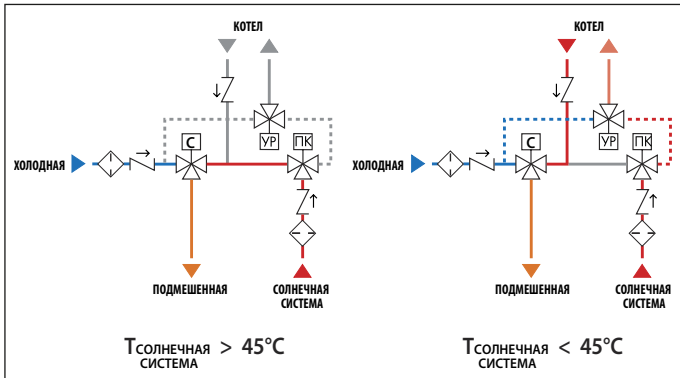 КОТЕЛ
С
УР
ПК
ХОЛОДНАЯ
ПОДМЕШЕННАЯ
СОЛНЕЧНАЯ
СИСТЕМА
Tсолнечная > 45°C
система
КОТЕЛ
С
УР
ПК
ХОЛОДНАЯ
ПОДМЕШЕННАЯ
СОЛНЕЧНАЯ
СИСТЕМА
TСОЛНЕЧНАЯ < 45°C
СИСТЕМА